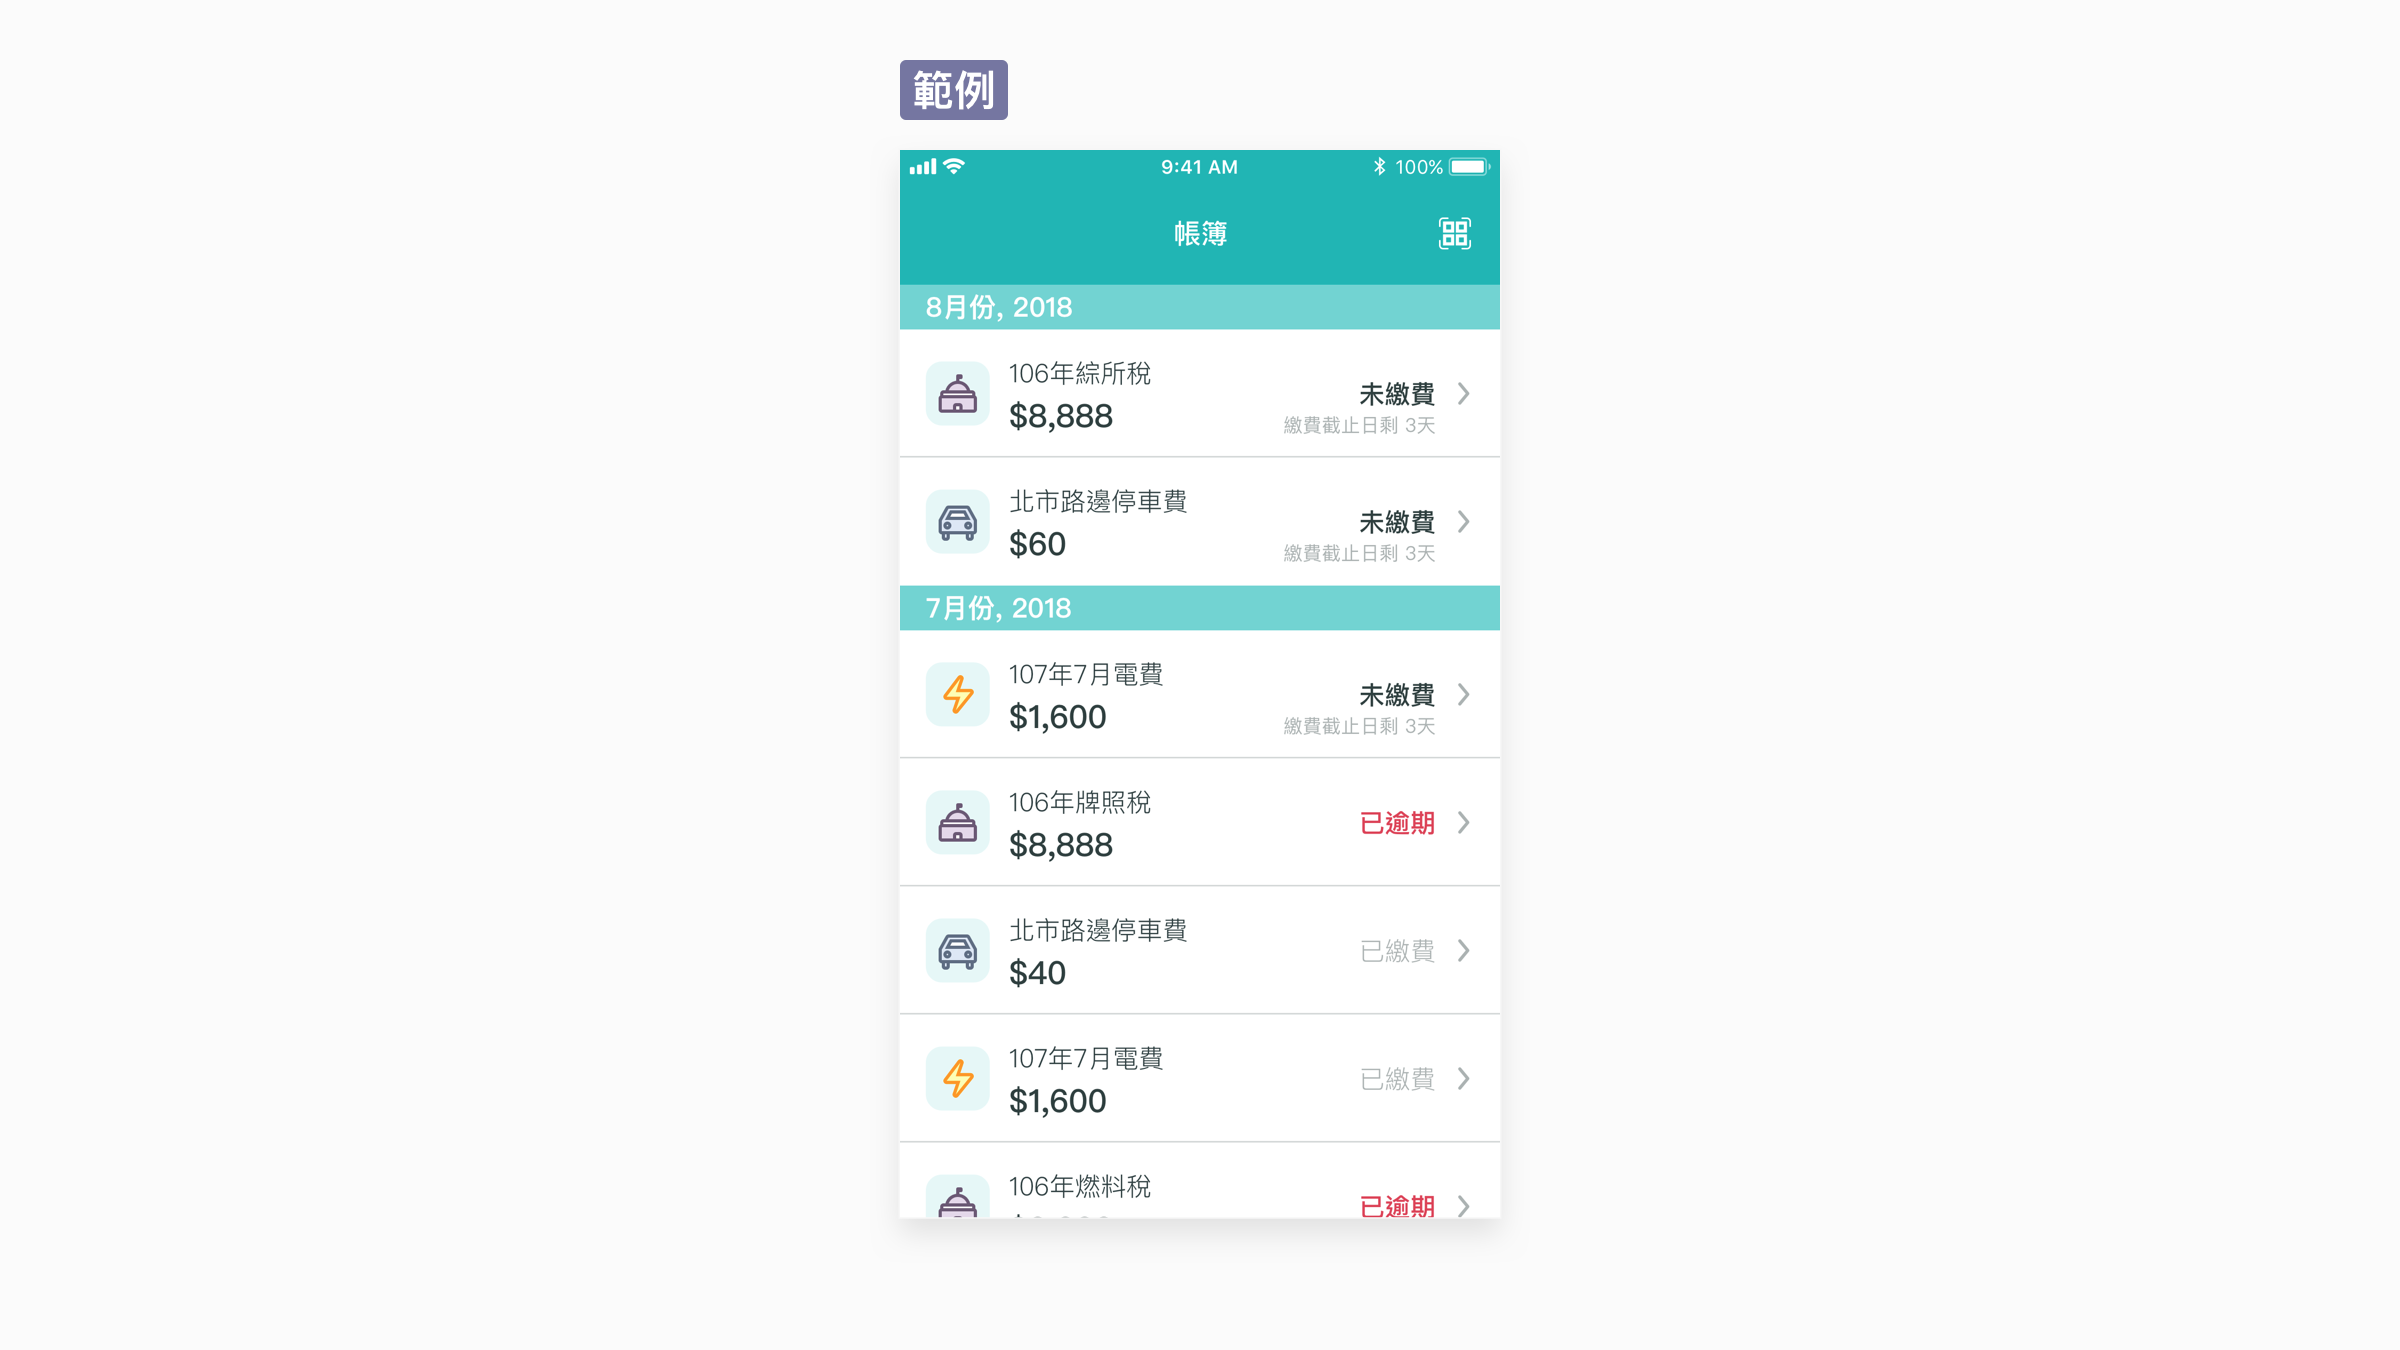 範例
9:41 AM
100%
帳簿
8月份, 2018
106年綜所稅
$8,888
未繳費
繳費截止日剩 3天
北市路邊停車費
$60
未繳費
繳費截止日剩 3天
7月份, 2018
107年7月電費
$1,600
未繳費
繳費截止日剩 3天
106年牌照稅
$8,888
已逾期
北市路邊停車費
$40
已繳費
107年7月電費
$1,600
已繳費
106年燃料稅
已逾期